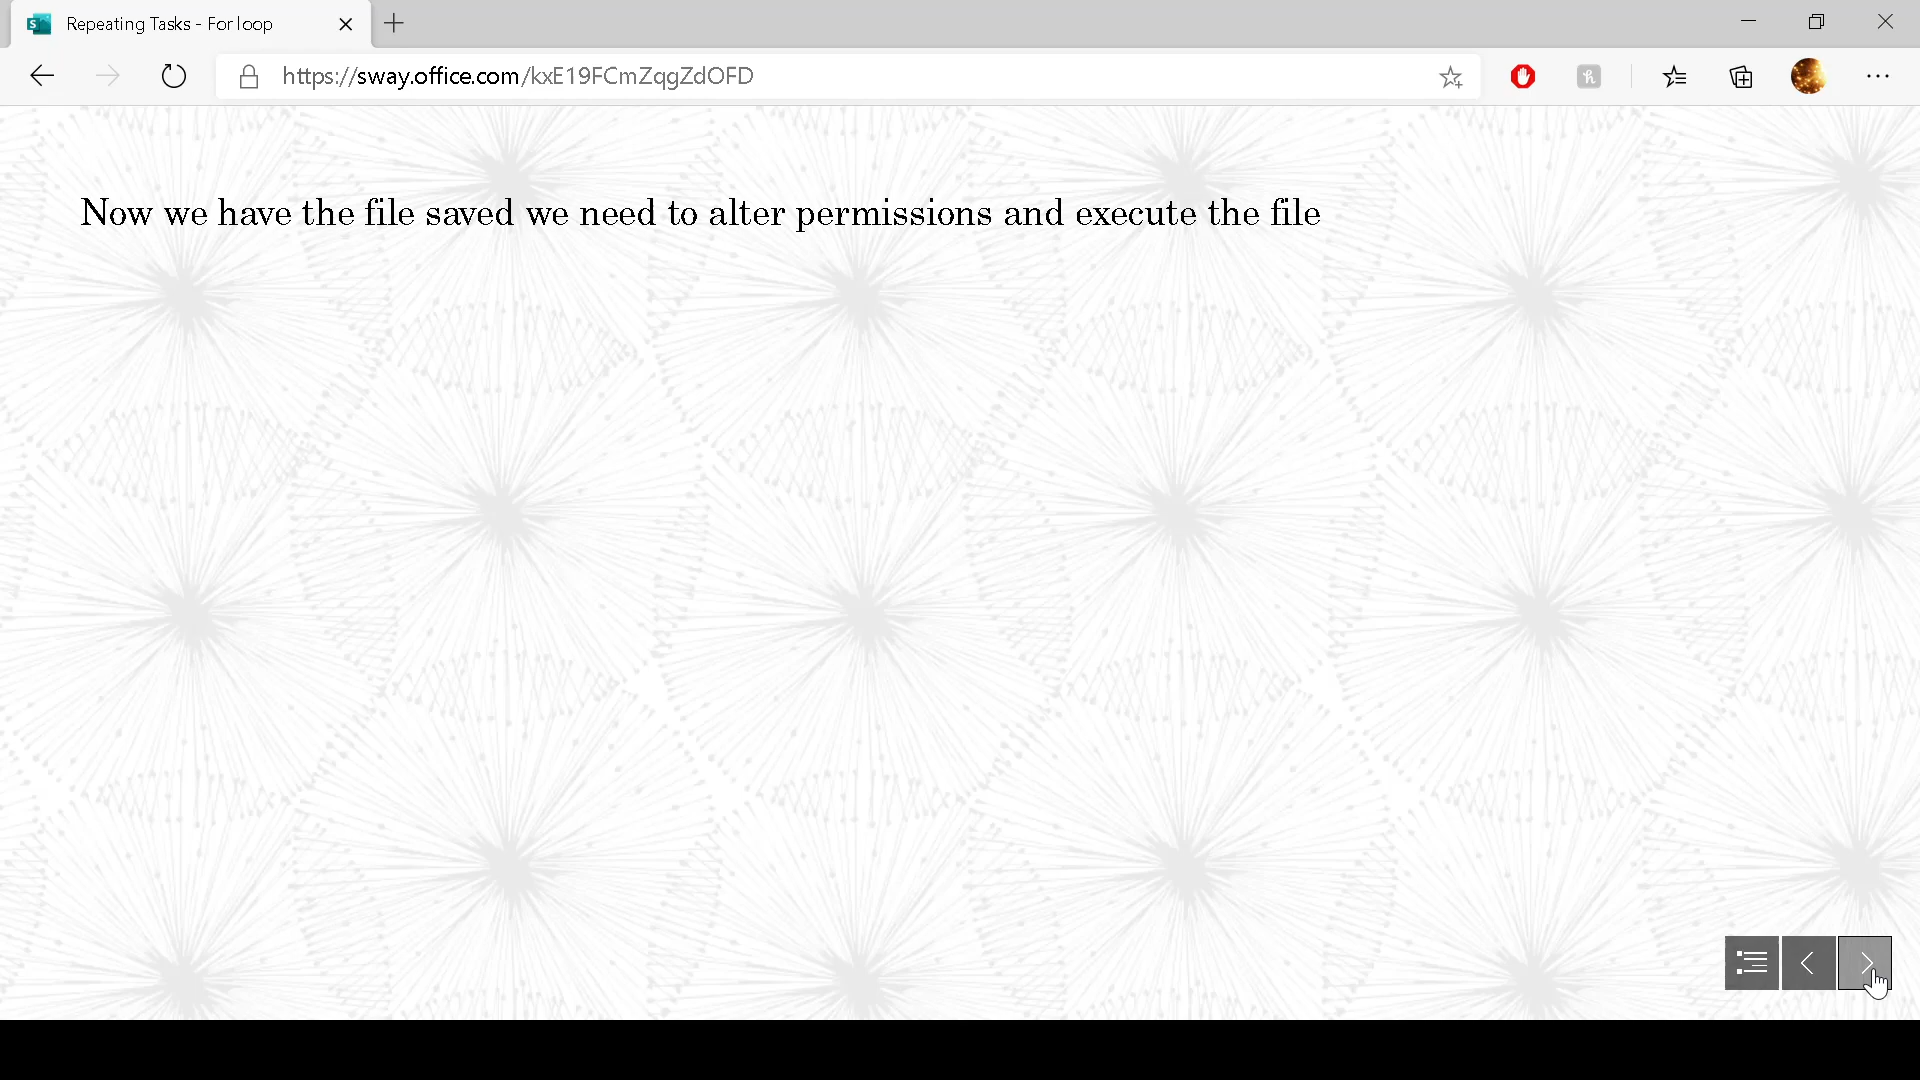 Repeating Tasks - For loop
https://sway.office.com/kxE19FCmZqgZdOFD
Now we have the file saved we need to alter permissions and execute the file